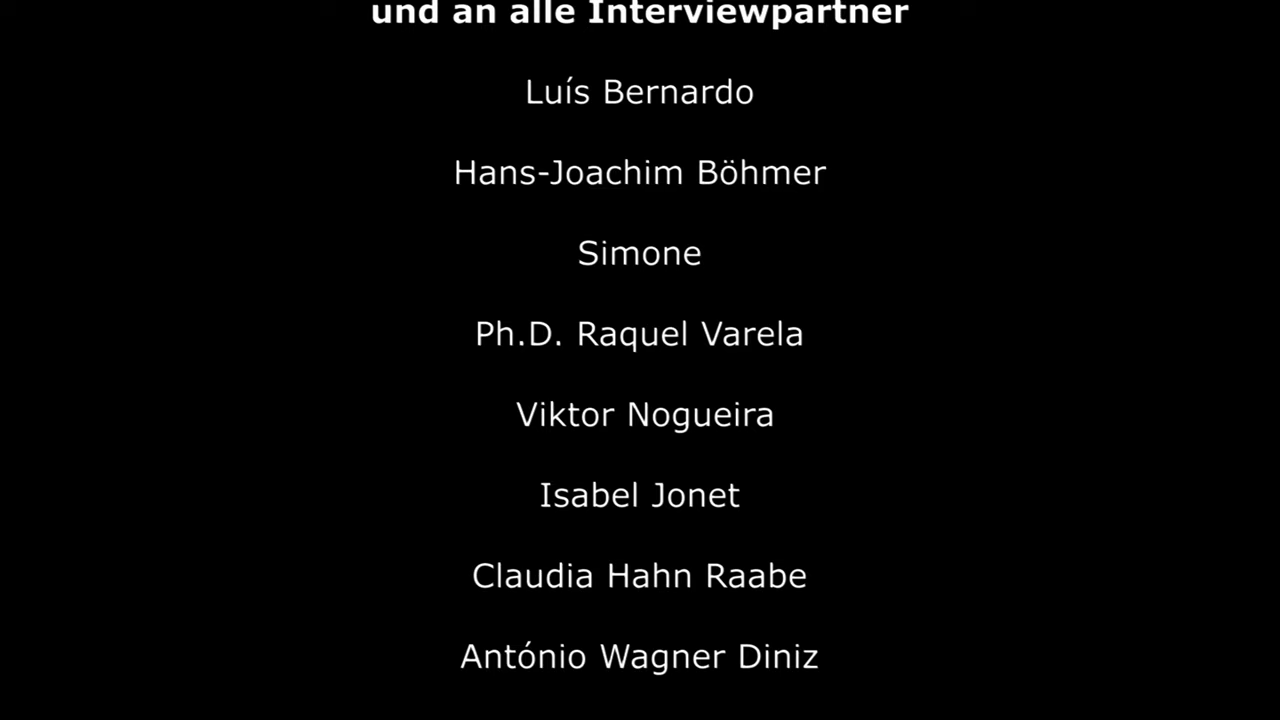 und an alle Interviewpartner
Luís Bernardo
Hans-Joachim Böhmer
Simone
Ph.D. Raquel Varela
Viktor Nogueira
Isabel Jonet
Claudia Hahn Raabe
António Wagner Diniz